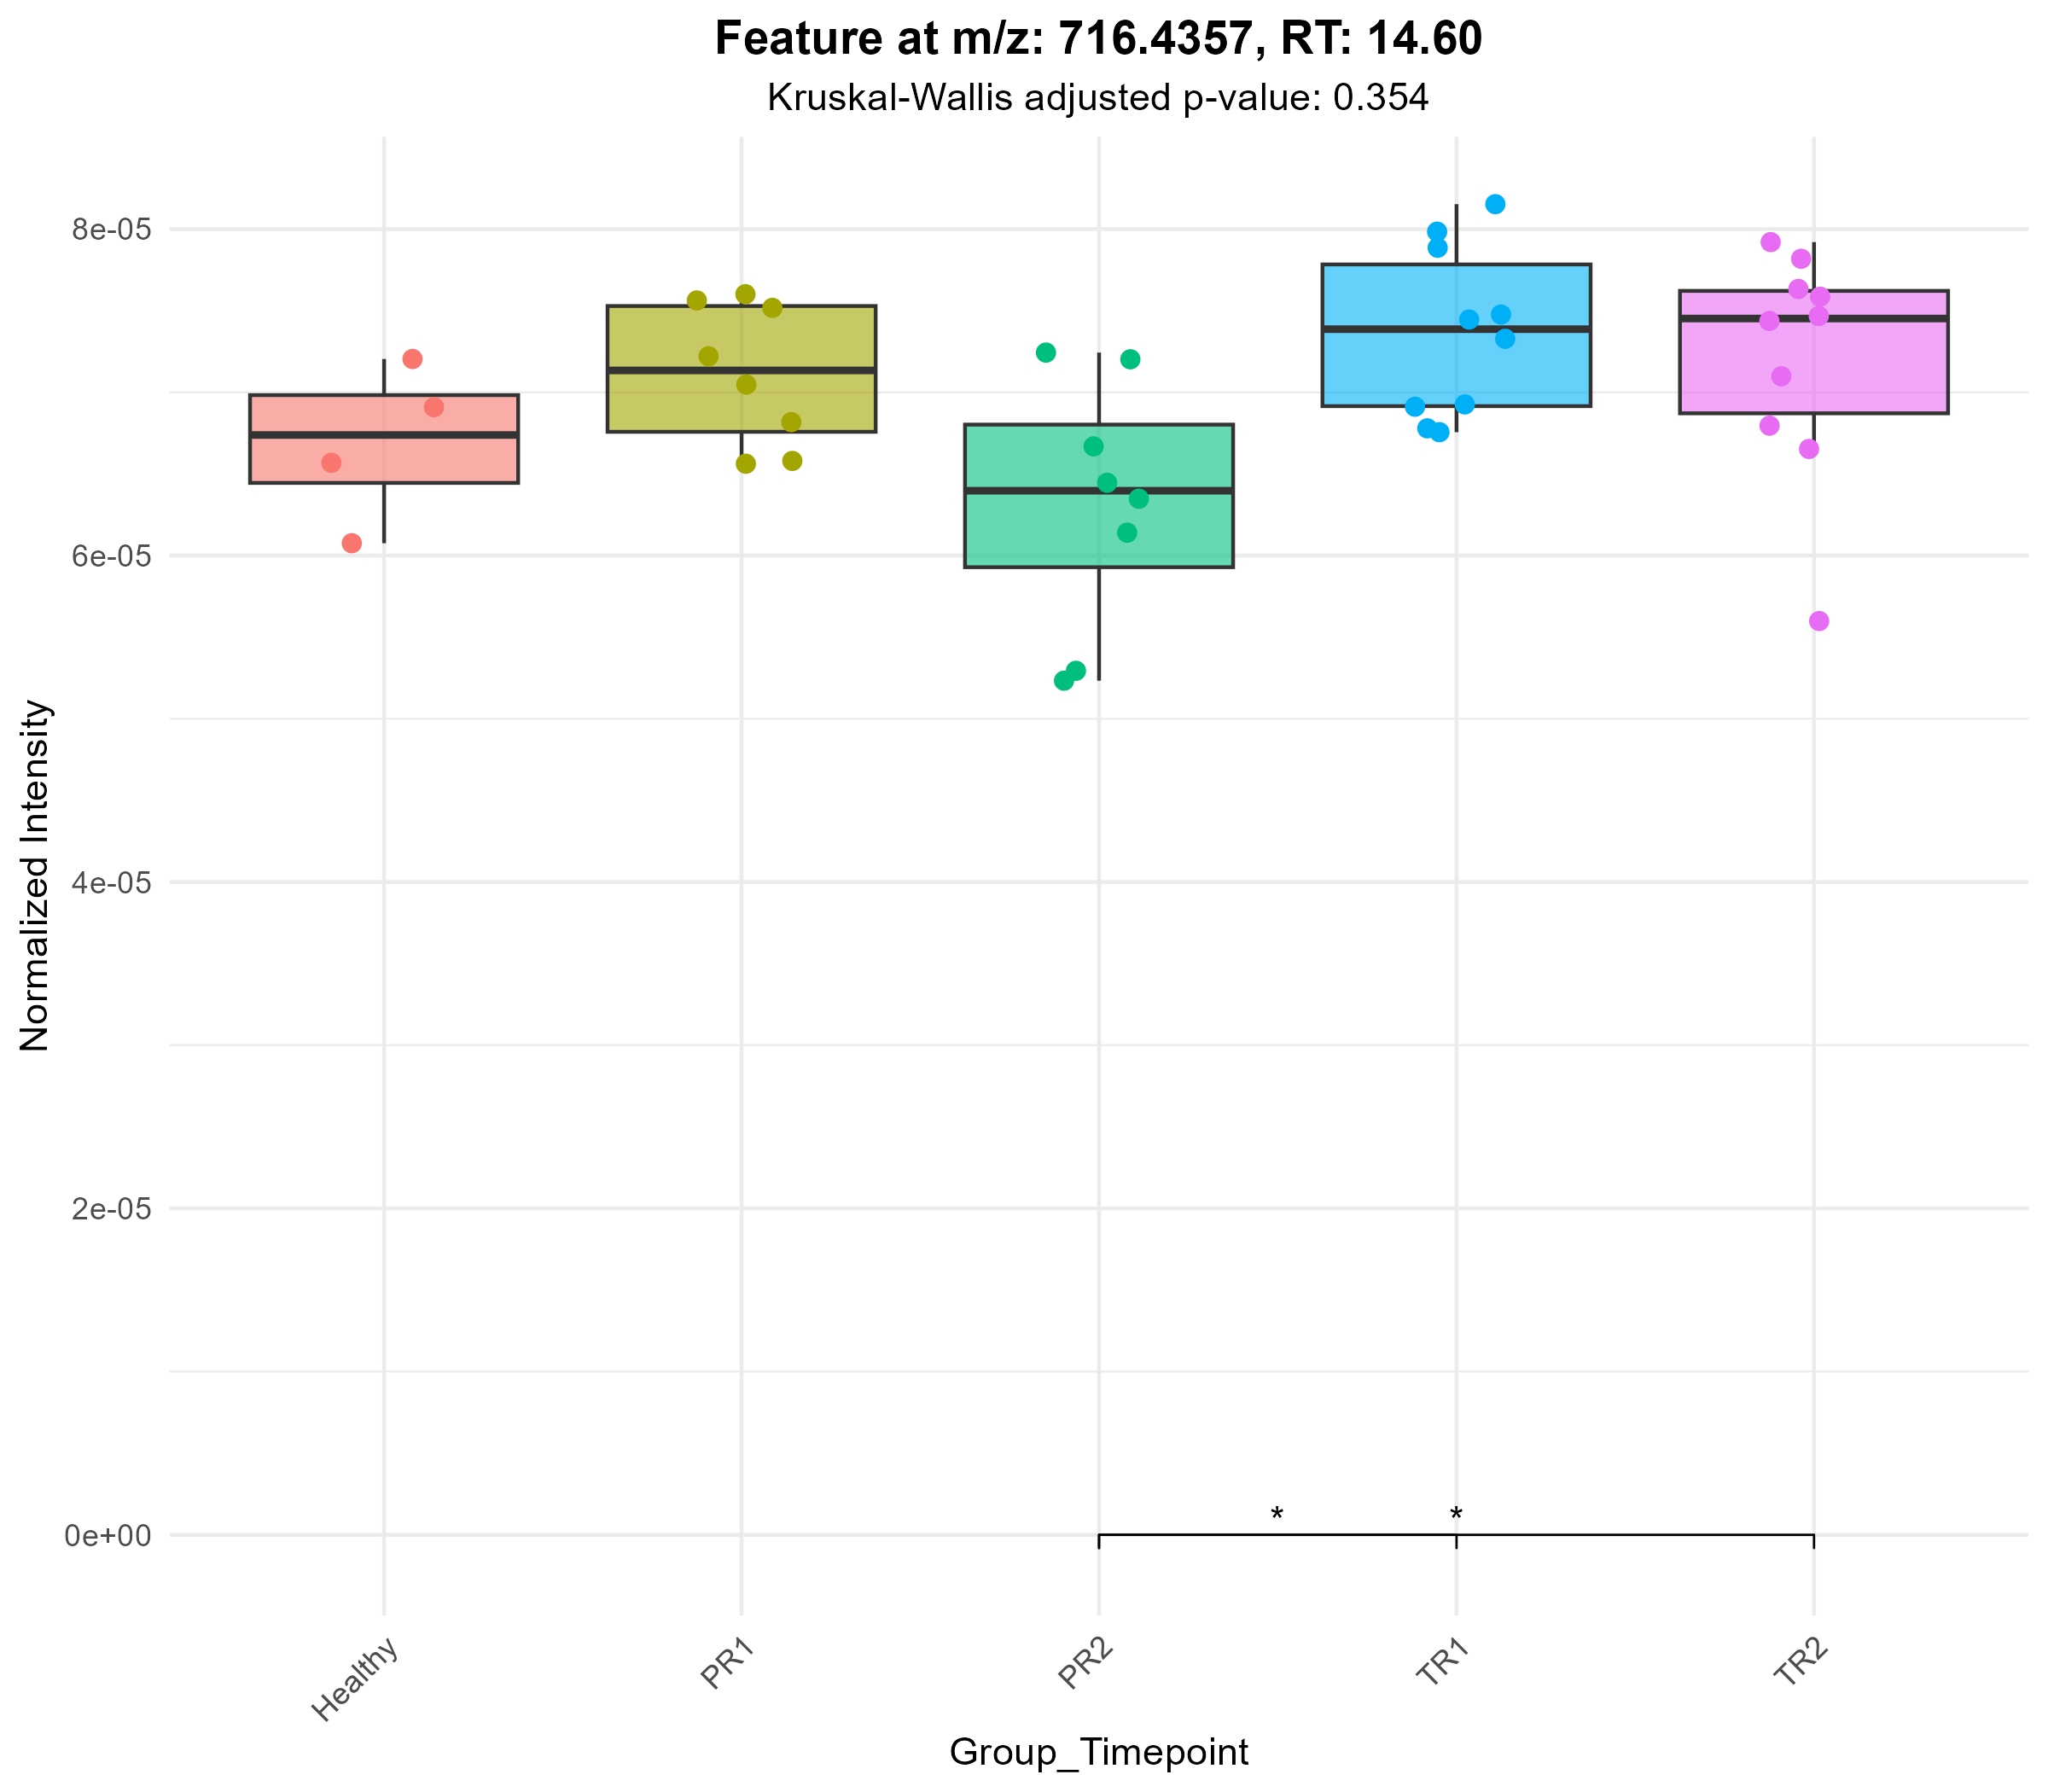 Feature at m/z: 716.4357, RT: 14.60
Kruskal-Wallis adjusted p-value: 0.354
8e-05
6e-05
4e-05
2e-05
0e+00
Normalized Intensity
* *
Healthy PR1 PR2 TR1 TR2
Group_Timepoint